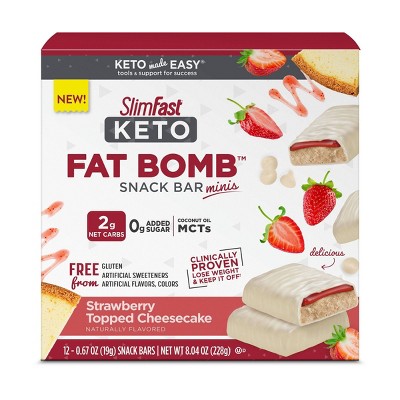 KETO made EASY®
tools & support for success
NEW!
SlimFast®
KETO
FAT BOMB™
SNACK BAR minis
2g NET CARBS
0g ADDED SUGAR
COCONUT OIL MCTs
FREE from
GLUTEN
ARTIFICIAL SWEETENERS
ARTIFICIAL FLAVORS, COLORS
CLINICALLY
PROVEN
LOSE WEIGHT
& KEEP IT OFF
delicious
Strawberry
Topped Cheesecake
NATURALLY FLAVORED
12 - 0.67 OZ (19g) SNACK BARS | NET WT 8.04 OZ (228g)